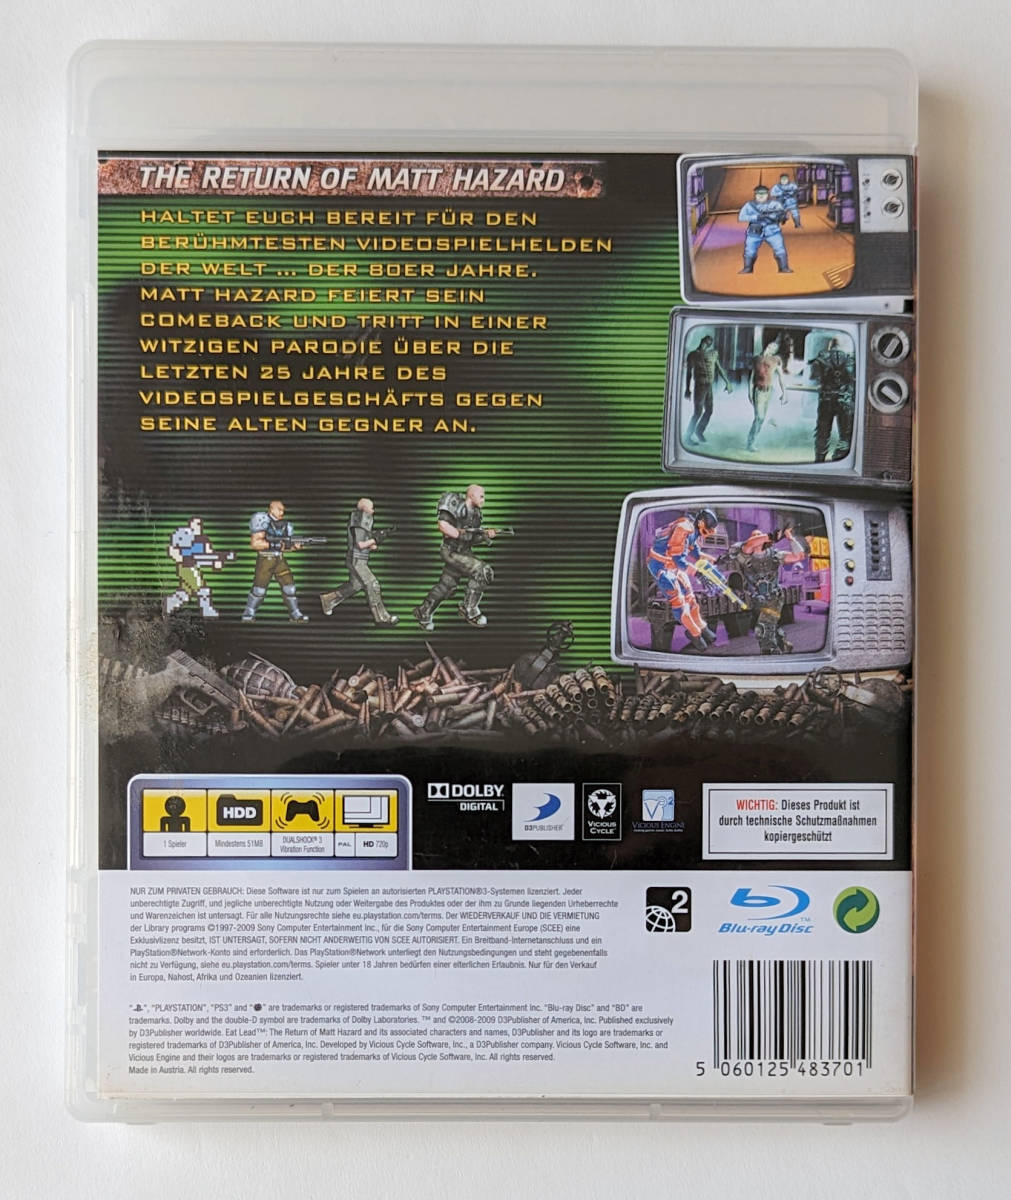 THE RETURN OF MATT HAZARD
HALTET EUCH BEREIT FÜR DEN
BERÜHMTESTEN VIDEOSPIELHELDEN
DER WELT ... DER 80ER JAHRE.
MATT HAZARD FEIERT SEIN
COMEBACK UND TRITT IN EINER
WITZIGEN PARODIE ÜBER DIE
LETZTEN 25 JAHRE DES
VIDEOSPIELGESCHÄFTS GEGEN
SEINE ALTEN GEGNER AN.
HDD
1 Spieler
Mindestens 51MB
DUALSHOCK® 3
Vibration Function
PAL
HD 720p
DOLBY
DIGITAL
D3PUBLISHER
VICIOUS
CYCLE
VICIOUS ENGINE
WICHTIG: Dieses Produkt ist
durch technische Schutzmaßnahmen
kopiergeschützt
NUR ZUM PRIVATEN GEBRAUCH: Diese Software ist nur zum Spielen an autorisierten PLAYSTATION®3-Systemen lizenziert. Jeder
unberechtigte Zugriff, und jegliche unberechtigte Nutzung oder Weitergabe des Produktes oder der ihm zu Grunde liegenden Urheberrechte
und Warenzeichen ist untersagt. Für alle Nutzungsrechte siehe eu.playstation.com/terms. Der WIEDERVERKAUF UND DIE VERMIETUNG
der Library programs ©1997-2009 Sony Computer Entertainment Inc., für die Sony Computer Entertainment Europe (SCEE) eine
Exklusivlizenz besitzt, IST UNTERSAGT, SOFERN NICHT ANDERWEITIG VON SCEE AUTORISIERT. Ein Breitband-Internetanschluss und ein
PlayStation®Network-Konto sind erforderlich. Das PlayStation®Network unterliegt den Nutzungsbedingungen und steht gegebenenfalls
nicht zu Verfügung, siehe eu.playstation.com/terms. Spieler unter 18 Jahren bedürfen einer elterlichen Erlaubnis. Nur für den Verkauf
in Europa, Nahost, Afrika und Ozeanien lizenziert.
2
Blu-ray Disc
TM
" ", "PLAYSTATION", "PS3" and " " are trademarks or registered trademarks of Sony Computer Entertainment Inc. "Blu-ray Disc" and "BD" are
trademarks. Dolby and the double-D symbol are trademarks of Dolby Laboratories. ™ and ©2008-2009 D3Publisher of America, Inc. Published exclusively
by D3Publisher worldwide. Eat Lead™: The Return of Matt Hazard and its associated characters and names, D3Publisher and its logo are trademarks or
registered trademarks of D3Publisher of America, Inc. Developed by Vicious Cycle Software, Inc., a D3Publisher company. Vicious Cycle Software, Inc. and
Vicious Engine and their logos are trademarks or registered trademarks of Vicious Cycle Software, Inc. All rights reserved.
Made in Austria. All rights reserved.
5 060125 483701